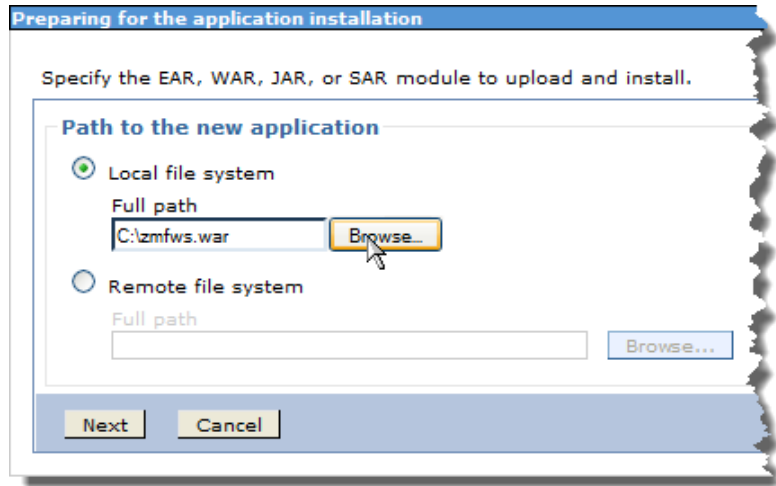 Preparing for the application installation
Specify the EAR, WAR, JAR, or SAR module to upload and install.
Path to the new application
Local file system
Full path
C:\zmfws.war Browse...
Remote file system
Full path
Browse...
Next Cancel